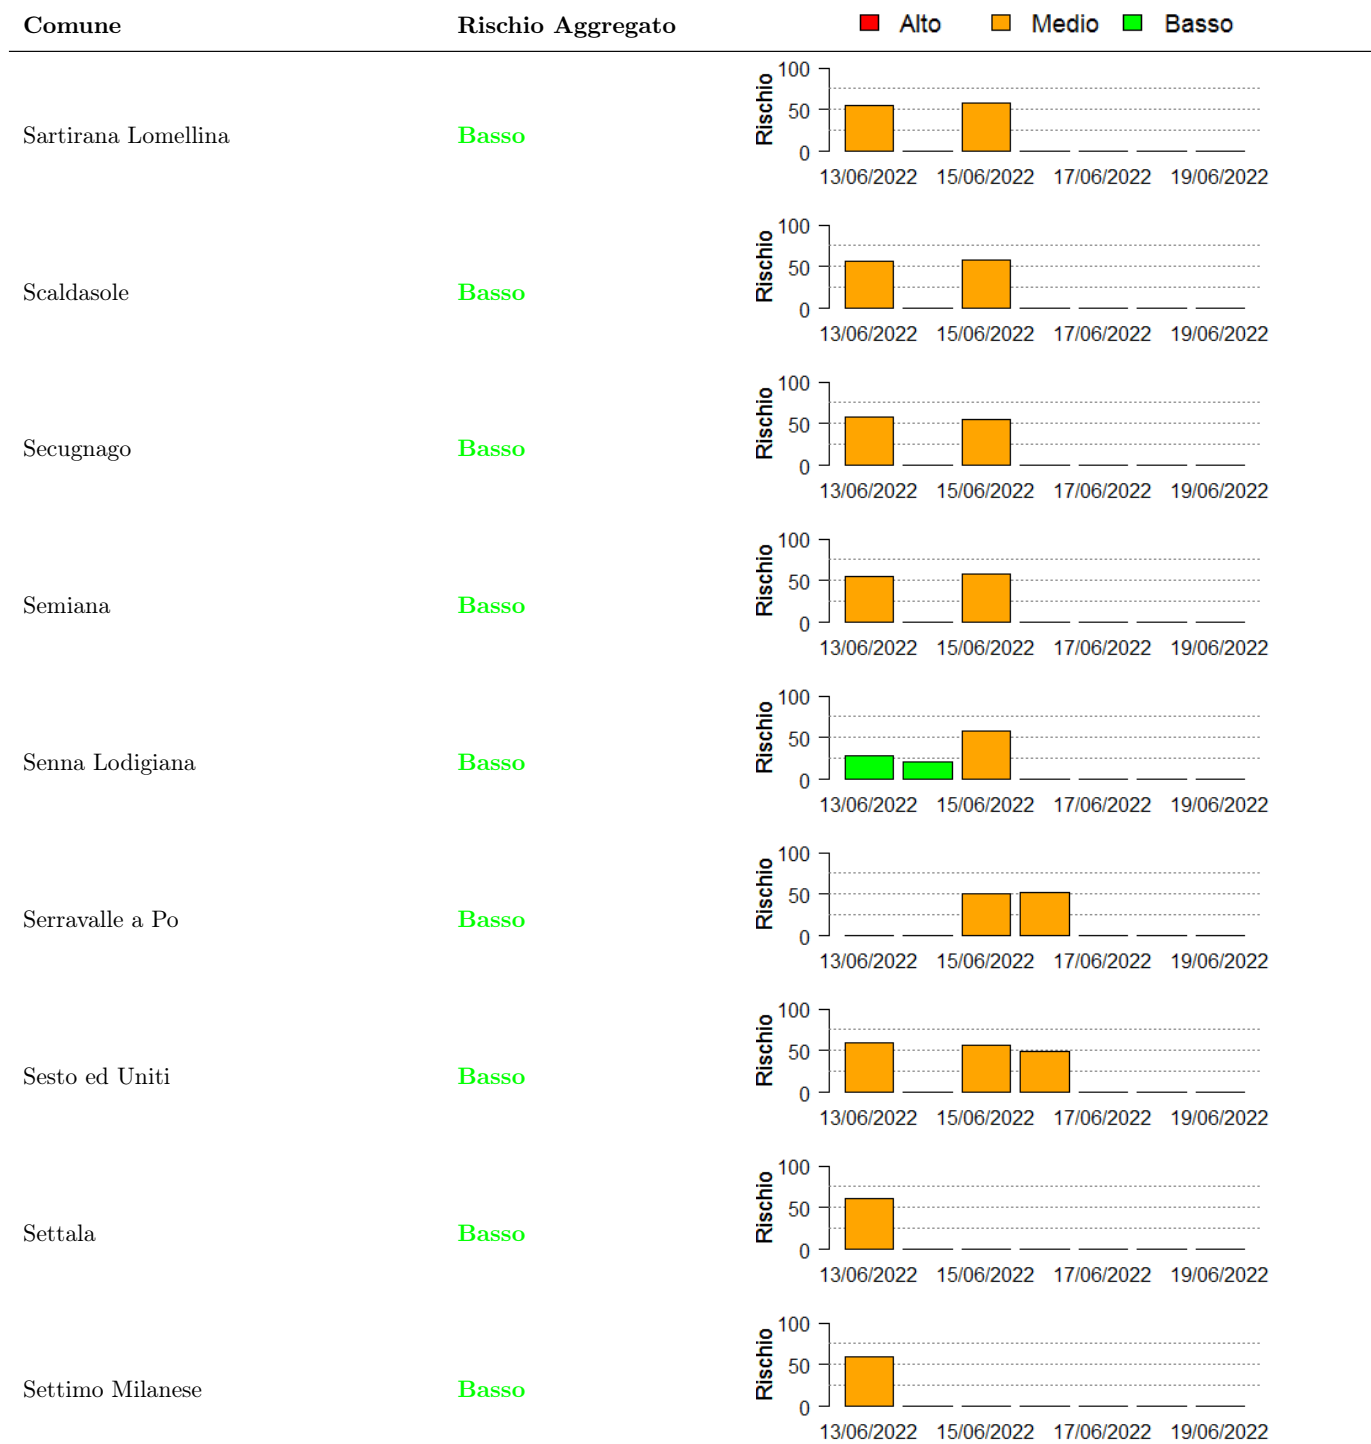 Comune Rischio Aggregato Alto Medio Basso
100
50
0
Rischio
Sartirana Lomellina Basso
13/06/2022 15/06/2022 17/06/2022 19/06/2022
100
50
0
Rischio
Scaldasole Basso
13/06/2022 15/06/2022 17/06/2022 19/06/2022
100
50
0
Rischio
Secugnago Basso
13/06/2022 15/06/2022 17/06/2022 19/06/2022
100
50
0
Rischio
Semiana Basso
13/06/2022 15/06/2022 17/06/2022 19/06/2022
100
50
0
Rischio
Senna Lodigiana Basso
13/06/2022 15/06/2022 17/06/2022 19/06/2022
100
50
0
Rischio
Serravalle a Po Basso
13/06/2022 15/06/2022 17/06/2022 19/06/2022
100
50
0
Rischio
Sesto ed Uniti Basso
13/06/2022 15/06/2022 17/06/2022 19/06/2022
100
50
0
Rischio
Settala Basso
13/06/2022 15/06/2022 17/06/2022 19/06/2022
100
50
0
Rischio
Settimo Milanese Basso
13/06/2022 15/06/2022 17/06/2022 19/06/2022